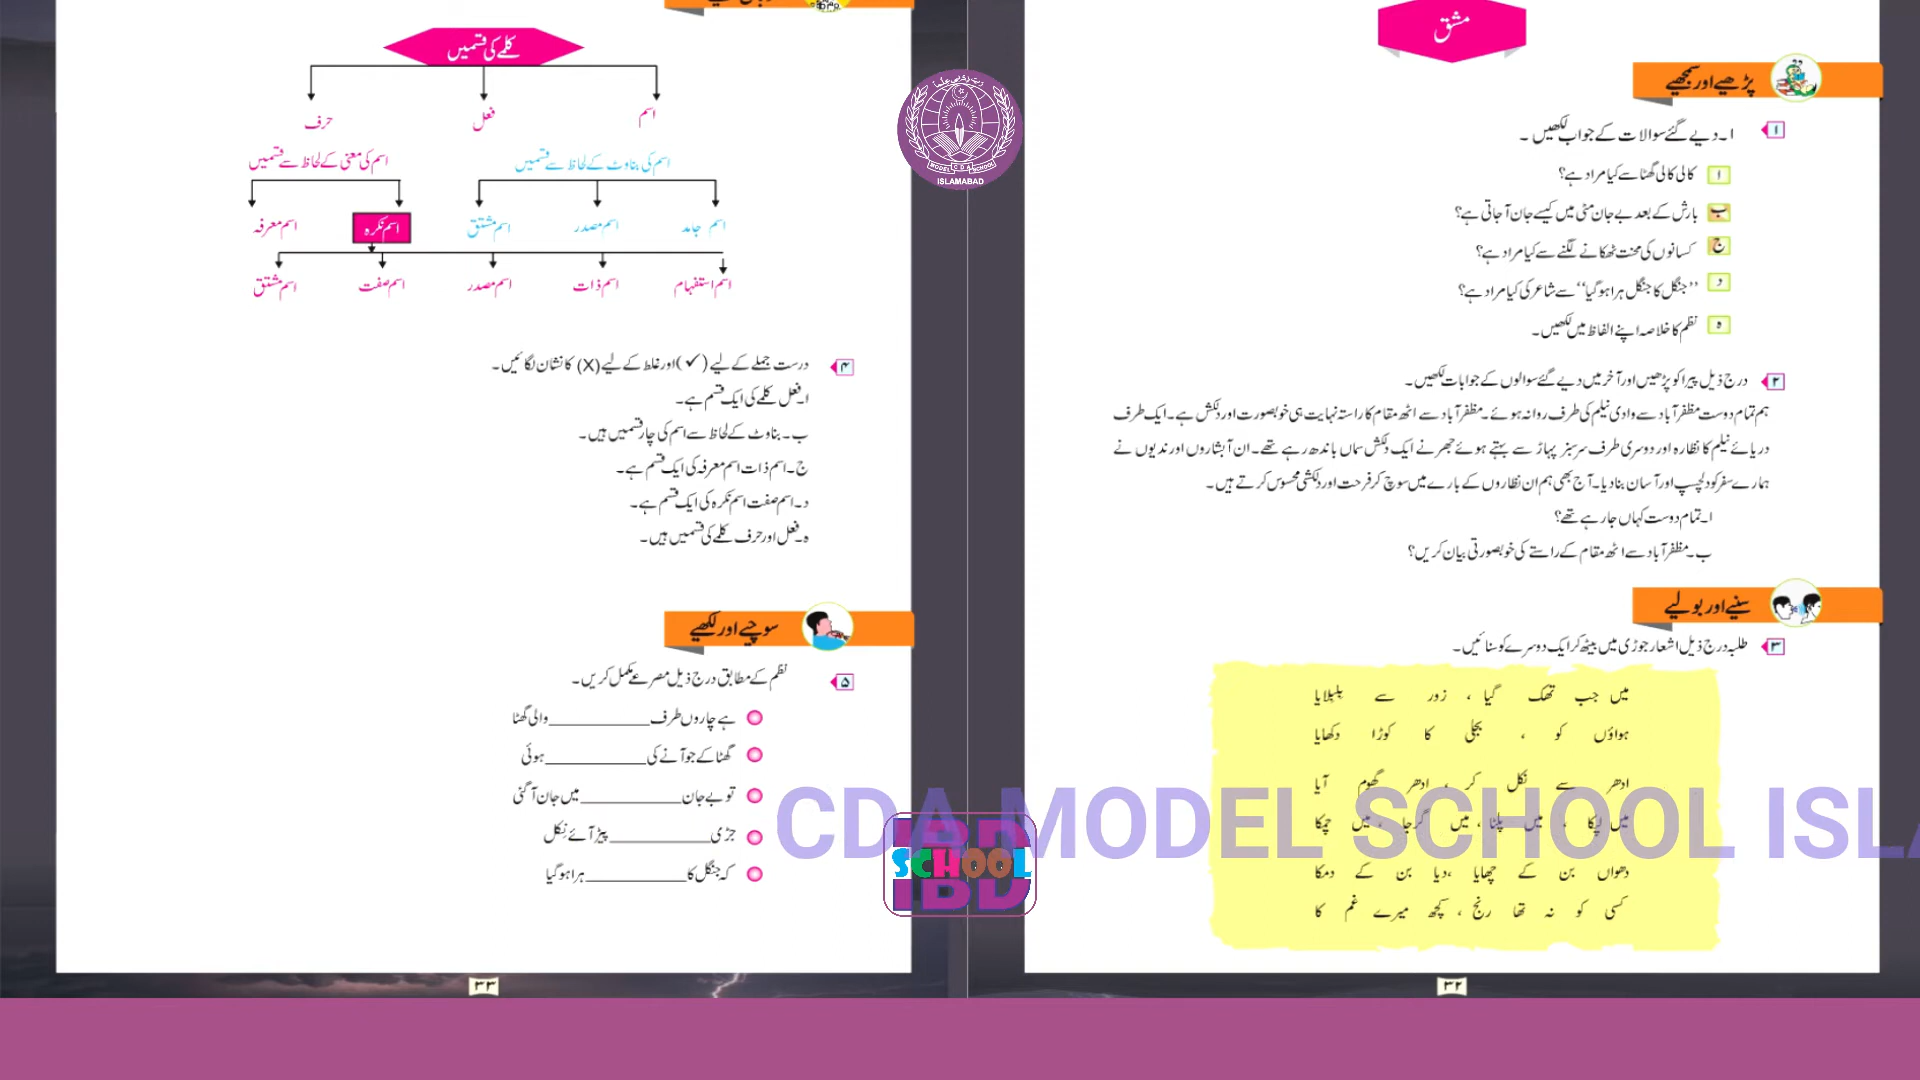 مشق
پڑھیے اور سمجھیے
۱
۱۔ دیے گئے سوالات کے جواب لکھیں۔
ا کالی کالی گھٹا سے کیا مراد ہے؟
ب بارش کے بعد بے جان مٹی میں کیسے جان آ جاتی ہے؟
ج کسانوں کی محنت ٹھکانے لگنے سے کیا مراد ہے؟
د ’’جنگل کا جنگل ہرا ہو گیا‘‘ سے شاعر کی کیا مراد ہے؟
ہ نظم کا خلاصہ اپنے الفاظ میں لکھیں۔
۲ درج ذیل پیرا کو پڑھیں اور آخر میں دیے گئے سوالوں کے جوابات لکھیں۔
ہم تمام دوست مظفر آباد سے وادی نیلم کی طرف روانہ ہوئے۔ مظفر آباد سے اٹھ مقام کا راستہ نہایت ہی خوبصورت اور دلکش ہے۔ ایک طرف
دریائے نیلم کا نظارہ اور دوسری طرف سرسبز پہاڑ سے بہتے ہوئے جھرنے ایک دلکش سماں باندھ رہے تھے۔ ان آبشاروں اور ندیوں نے
ہمارے سفر کو دلچسپ اور آسان بنا دیا۔ آج بھی ہم ان نظاروں کے بارے میں سوچ کر فرحت اور دلکشی محسوس کرتے ہیں۔
ا۔ تمام دوست کہاں جا رہے تھے؟
ب۔ مظفر آباد سے اٹھ مقام کے راستے کی خوبصورتی بیان کریں؟
سنیے اور بولیے
۳ طلبہ درج ذیل اشعار جوڑی میں بیٹھ کر ایک دوسرے کو سنائیں۔
میں جب تھک گیا ، زور سے بلبلایا
ہواؤں کو ، بجلی کا کوڑا دکھایا
ادھر سے نکل کر ، ادھر گھوم آیا
میں لپکا ، میں پلٹا ، میں گرجا ، میں چمکا
دھواں بن کے چھایا ،دیا بن کے دمکا
کسی کو نہ تھا رنج ، کچھ میرے غم کا
۳۲
کلمے کی قسمیں
اسم فعل حرف
اسم کی بناوٹ کے لحاظ سے قسمیں
اسم کی معنی کے لحاظ سے قسمیں
اسم جامد اسم مصدر اسم مشتق
اسم نکرہ اسم معرفہ
اسم استفہام اسم ذات اسم مصدر اسم صفت اسم مشتق
۴ درست جملے کے لیے (✓) اور غلط کے لیے (X) کا نشان لگائیں۔
ا۔ فعل کلمے کی ایک قسم ہے۔
ب۔ بناوٹ کے لحاظ سے اسم کی چار قسمیں ہیں۔
ج۔ اسم ذات اسم معرفہ کی ایک قسم ہے۔
د۔ اسم صفت اسم نکرہ کی ایک قسم ہے۔
ہ۔ فعل اور حرف کلمے کی قسمیں ہیں۔
سوچیے اور لکھیے
۵ نظم کے مطابق درج ذیل مصرعے مکمل کریں۔
ہے چاروں طرف __________ والی گھٹا
گھٹا کے جو آنے کی __________ ہوئی
تو بے جان __________ میں جان آ گئی
جڑی __________ پیڑ آئے نکل
کہ جنگل کا __________ ہرا ہو گیا
۳۳
MODEL C D A SCHOOL
ISLAMABAD
CDA MODEL SCHOOL ISLA
SCHOOL
IBD